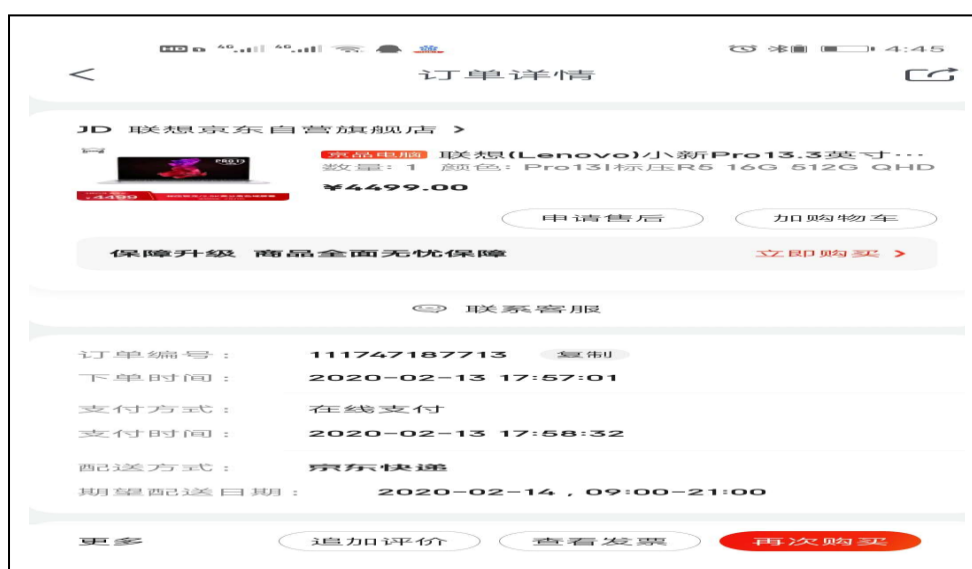 HD 4G 4G 4:45
订单详情
JD 联想京东自营旗舰店 >
京品电脑 联想(Lenovo)小新Pro13.3英寸…
PRO13
数量: 1 颜色: Pro13|标压R5 16G 512G QHD
4499
¥4499.00
申请售后 加购物车
保障升级 商品全面无忧保障 立即购买 >
联系客服
订单编号: 111747187713 复制
下单时间: 2020-02-13 17:57:01
支付方式: 在线支付
支付时间: 2020-02-13 17:58:32
配送方式: 京东快递
期望配送日期: 2020-02-14 , 09:00-21:00
更多 追加评价 查看发票 再次购买